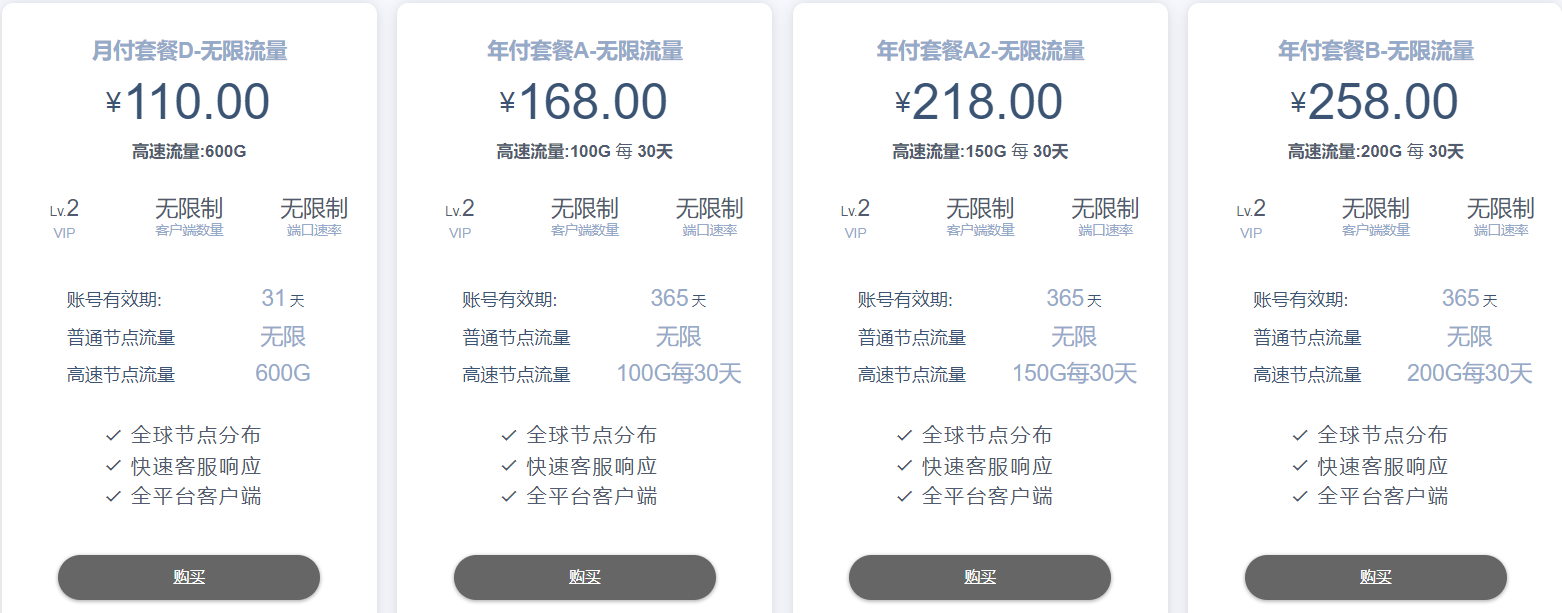 月付套餐D-无限流量
¥110.00
高速流量:600G
Lv.2 无限制 无限制
VIP 客户端数量 端口速率
账号有效期: 31 天
普通节点流量 无限
高速节点流量 600G
✓ 全球节点分布
✓ 快速客服响应
✓ 全平台客户端
购买
年付套餐A-无限流量
¥168.00
高速流量:100G 每 30天
Lv.2 无限制 无限制
VIP 客户端数量 端口速率
账号有效期: 365 天
普通节点流量 无限
高速节点流量 100G每30天
✓ 全球节点分布
✓ 快速客服响应
✓ 全平台客户端
购买
年付套餐A2-无限流量
¥218.00
高速流量:150G 每 30天
Lv.2 无限制 无限制
VIP 客户端数量 端口速率
账号有效期: 365 天
普通节点流量 无限
高速节点流量 150G每30天
✓ 全球节点分布
✓ 快速客服响应
✓ 全平台客户端
购买
年付套餐B-无限流量
¥258.00
高速流量:200G 每 30天
Lv.2 无限制 无限制
VIP 客户端数量 端口速率
账号有效期: 365 天
普通节点流量 无限
高速节点流量 200G每30天
✓ 全球节点分布
✓ 快速客服响应
✓ 全平台客户端
购买